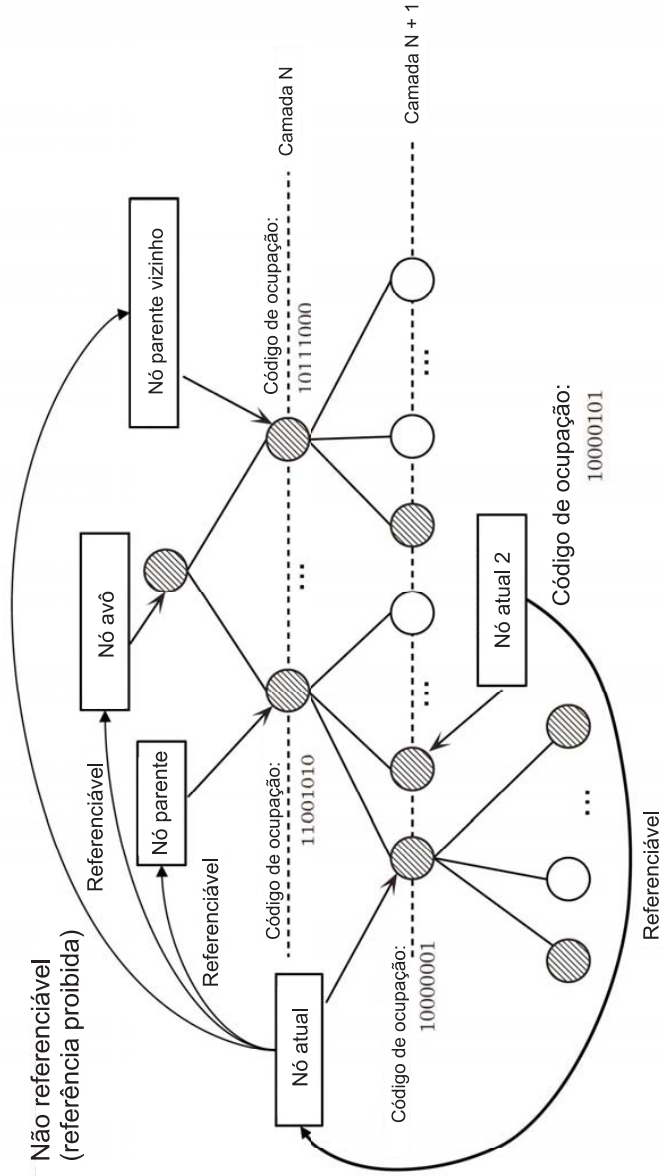 Não referenciável
(referência proibida)
Referenciável
Nó avô
Nó parente vizinho
Nó parente
Referenciável
Código de ocupação:
11001010
Código de ocupação:
10111000
Camada N
...
Nó atual
Código de ocupação:
10000001
...
...
Camada N + 1
Nó atual 2
Código de ocupação:
10000101
...
Referenciável